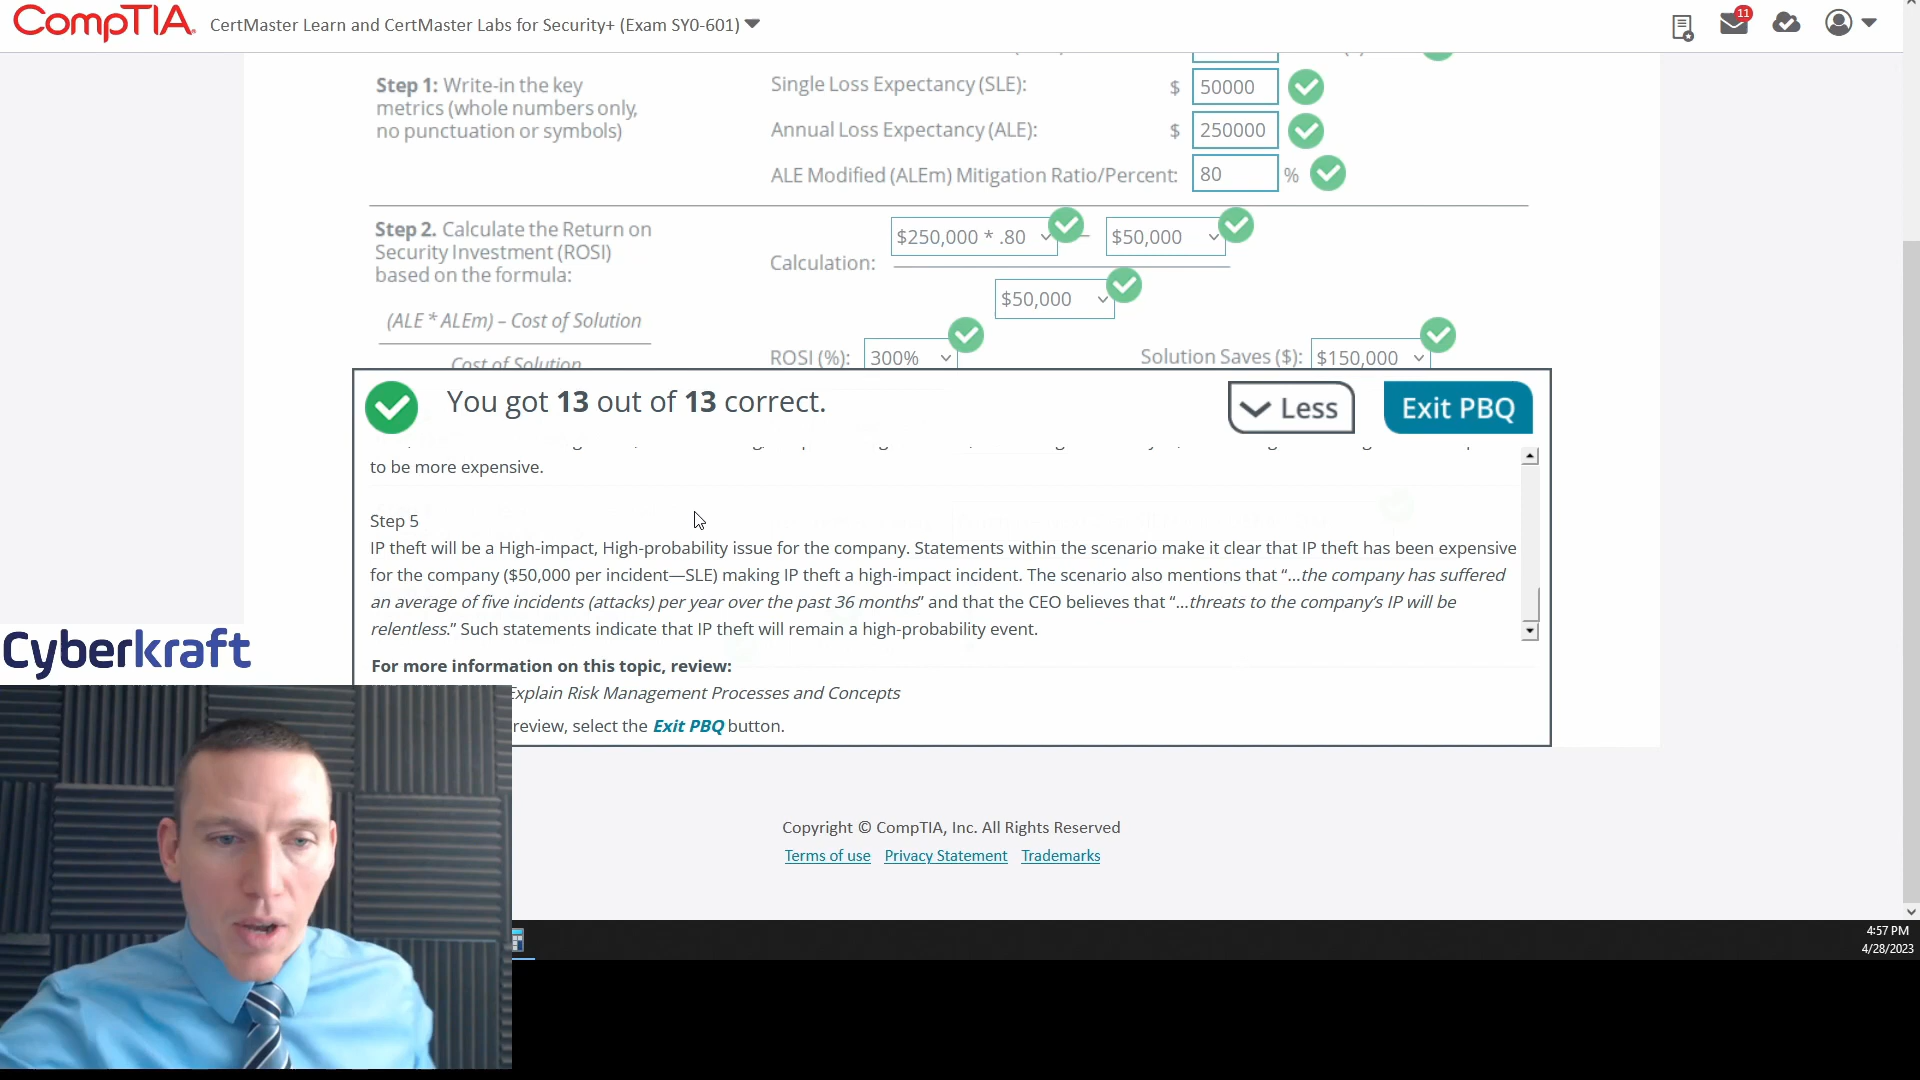 CompTIA. CertMaster Learn and CertMaster Labs for Security+ (Exam SY0-601)
11
Step 1: Write-in the key
metrics (whole numbers only,
no punctuation or symbols)
Single Loss Expectancy (SLE): $ 50000
Annual Loss Expectancy (ALE): $ 250000
ALE Modified (ALEm) Mitigation Ratio/Percent: 80 %
Step 2. Calculate the Return on
Security Investment (ROSI)
based on the formula:
(ALE * ALEm) – Cost of Solution
Cost of Solution
Calculation:
$250,000 * .80 – $50,000
$50,000
ROSI (%): 300% Solution Saves ($): $150,000
You got 13 out of 13 correct.
Less
Exit PBQ
to be more expensive.
Step 5
IP theft will be a High-impact, High-probability issue for the company. Statements within the scenario make it clear that IP theft has been expensive
for the company ($50,000 per incident—SLE) making IP theft a high-impact incident. The scenario also mentions that “...the company has suffered
an average of five incidents (attacks) per year over the past 36 months” and that the CEO believes that “...threats to the company’s IP will be
relentless.” Such statements indicate that IP theft will remain a high-probability event.
For more information on this topic, review:
Explain Risk Management Processes and Concepts
review, select the Exit PBQ button.
Cyberkraft
Copyright © CompTIA, Inc. All Rights Reserved
Terms of use Privacy Statement Trademarks
4:57 PM
4/28/2023